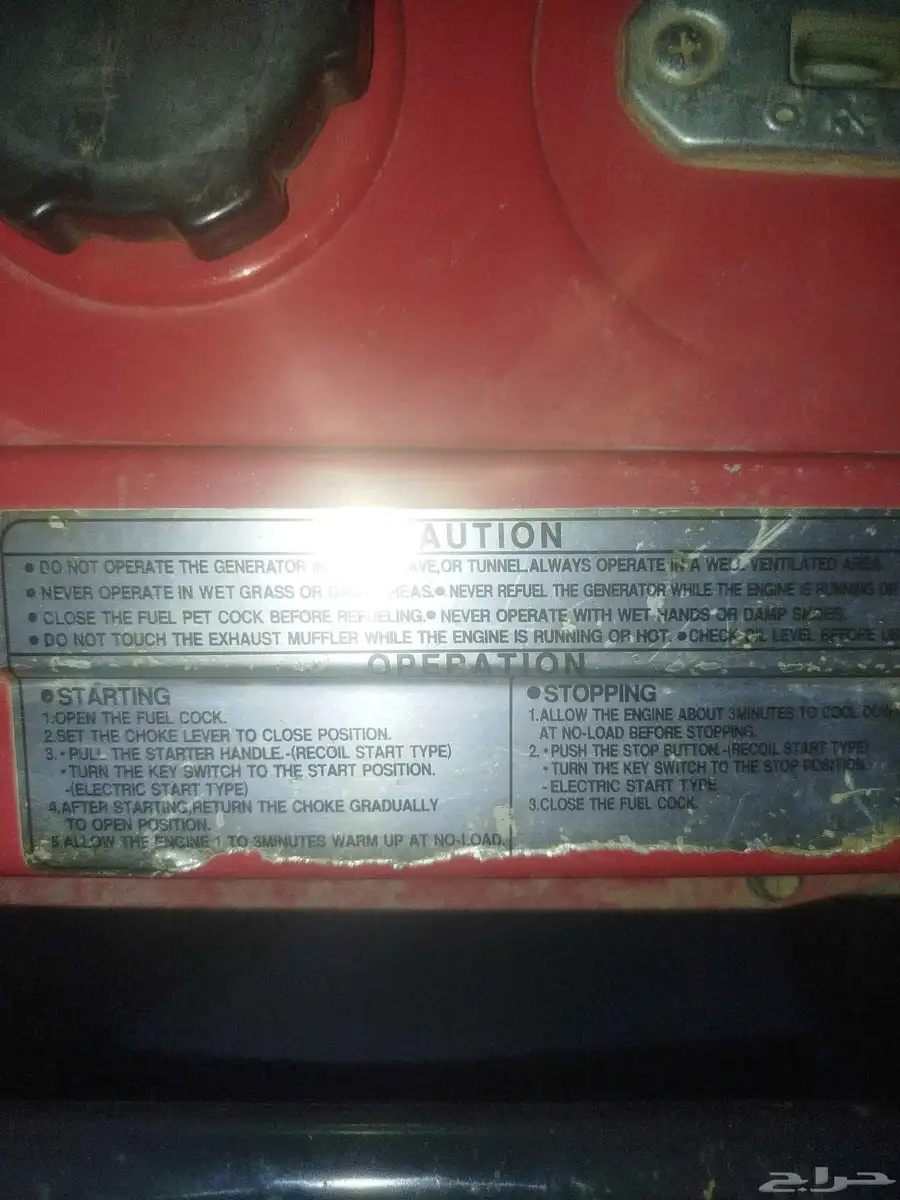 AUTION
● DO NOT OPERATE THE GENERATOR AVE,OR TUNNEL.ALWAYS OPERATE IN A WELL VENTILATED AREA
● NEVER OPERATE IN WET GRASS OR AREAS.● NEVER REFUEL THE GENERATOR WHILE THE ENGINE IS RUNNING OR
● CLOSE THE FUEL PET COCK BEFORE REFUELING.● NEVER OPERATE WITH WET HANDS OR DAMP SHOES.
● DO NOT TOUCH THE EXHAUST MUFFLER WHILE THE ENGINE IS RUNNING OR HOT. ● CHECK OIL LEVEL BEFORE US
OPERATION
● STARTING
1.OPEN THE FUEL COCK.
2.SET THE CHOKE LEVER TO CLOSE POSITION.
3. • PULL THE STARTER HANDLE.-(RECOIL START TYPE)
• TURN THE KEY SWITCH TO THE START POSITION.
-(ELECTRIC START TYPE)
4.AFTER STARTING,RETURN THE CHOKE GRADUALLY
TO OPEN POSITION.
5.ALLOW THE ENGINE 1 TO 3MINUTES WARM UP AT NO-LOAD.
● STOPPING
1.ALLOW THE ENGINE ABOUT 3MINUTES TO COOL DOW
AT NO-LOAD BEFORE STOPPING.
2. • PUSH THE STOP BUTTON.-(RECOIL START TYPE)
• TURN THE KEY SWITCH TO THE STOP POSITION.
- ELECTRIC START TYPE
3.CLOSE THE FUEL COCK
حراج